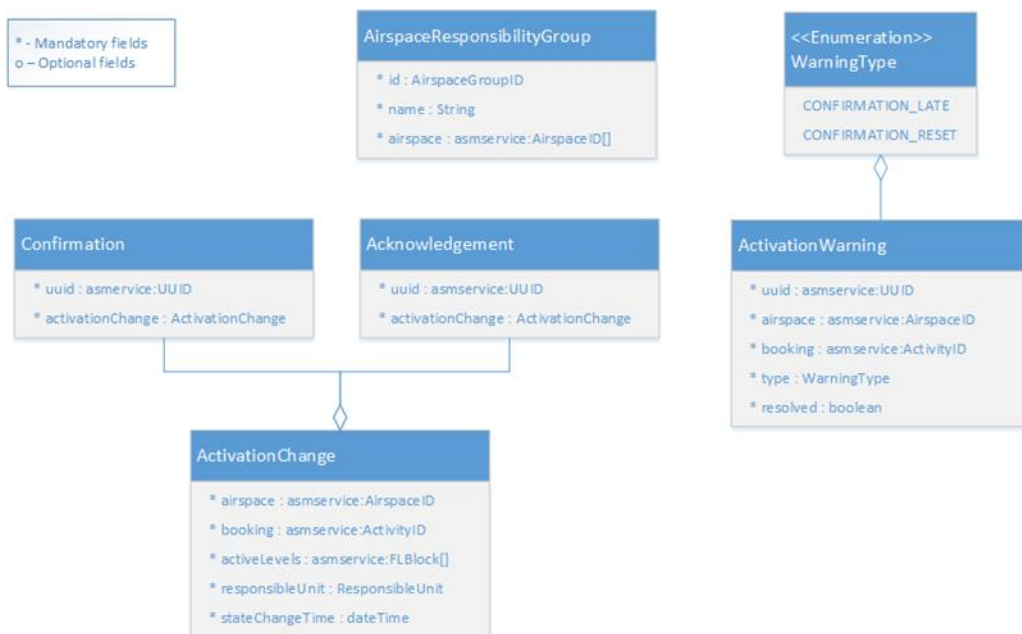 * - Mandatory fields
o – Optional fields
AirspaceResponsibilityGroup
* id : AirspaceGroupID
* name : String
* airspace : asmservice:AirspaceID[]
<<Enumeration>>
WarningType
CONFIRMATION_LATE
CONFIRMATION_RESET
Confirmation
* uuid : asmervice:UUID
* activationChange : ActivationChange
Acknowledgement
* uuid : asmservice:UUID
* activationChange : ActivationChange
ActivationWarning
* uuid : asmservice:UUID
* airspace : asmservice:AirspaceID
* booking : asmservice:ActivityID
* type : WarningType
* resolved : boolean
ActivationChange
* airspace : asmservice:AirspaceID
* booking : asmservice:ActivityID
* activeLevels : asmservice:FLBlock[]
* responsibleUnit : ResponsibleUnit
* stateChangeTime : dateTime